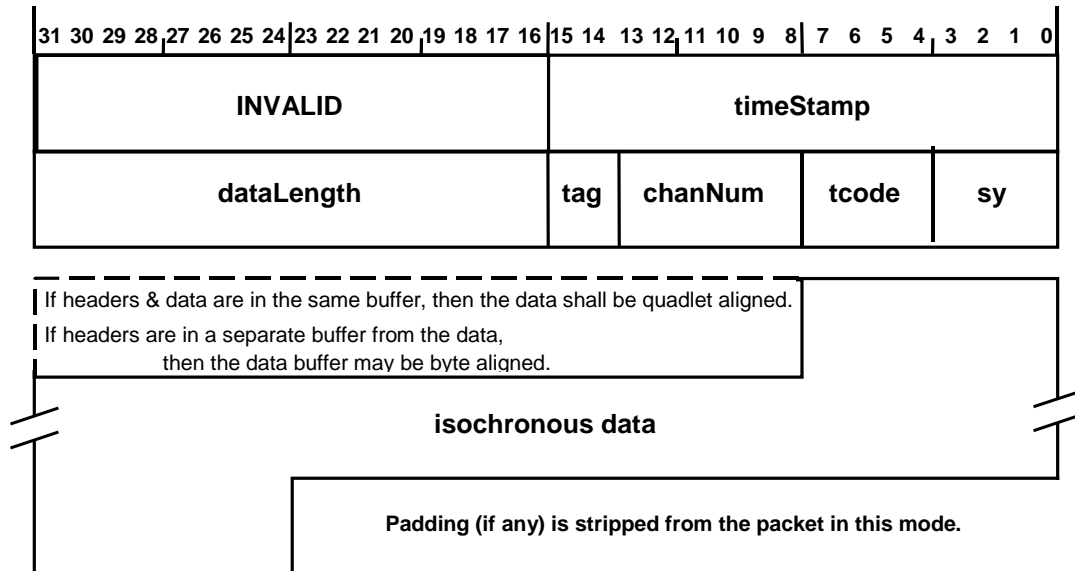 31 30 29 28 27 26 25 24 23 22 21 20 19 18 17 16 15 14 13 12 11 10 9 8 7 6 5 4 3 2 1 0
INVALID timeStamp
dataLength tag chanNum tcode sy
If headers & data are in the same buffer, then the data shall be quadlet aligned.
If headers are in a separate buffer from the data,
then the data buffer may be byte aligned.
isochronous data
Padding (if any) is stripped from the packet in this mode.